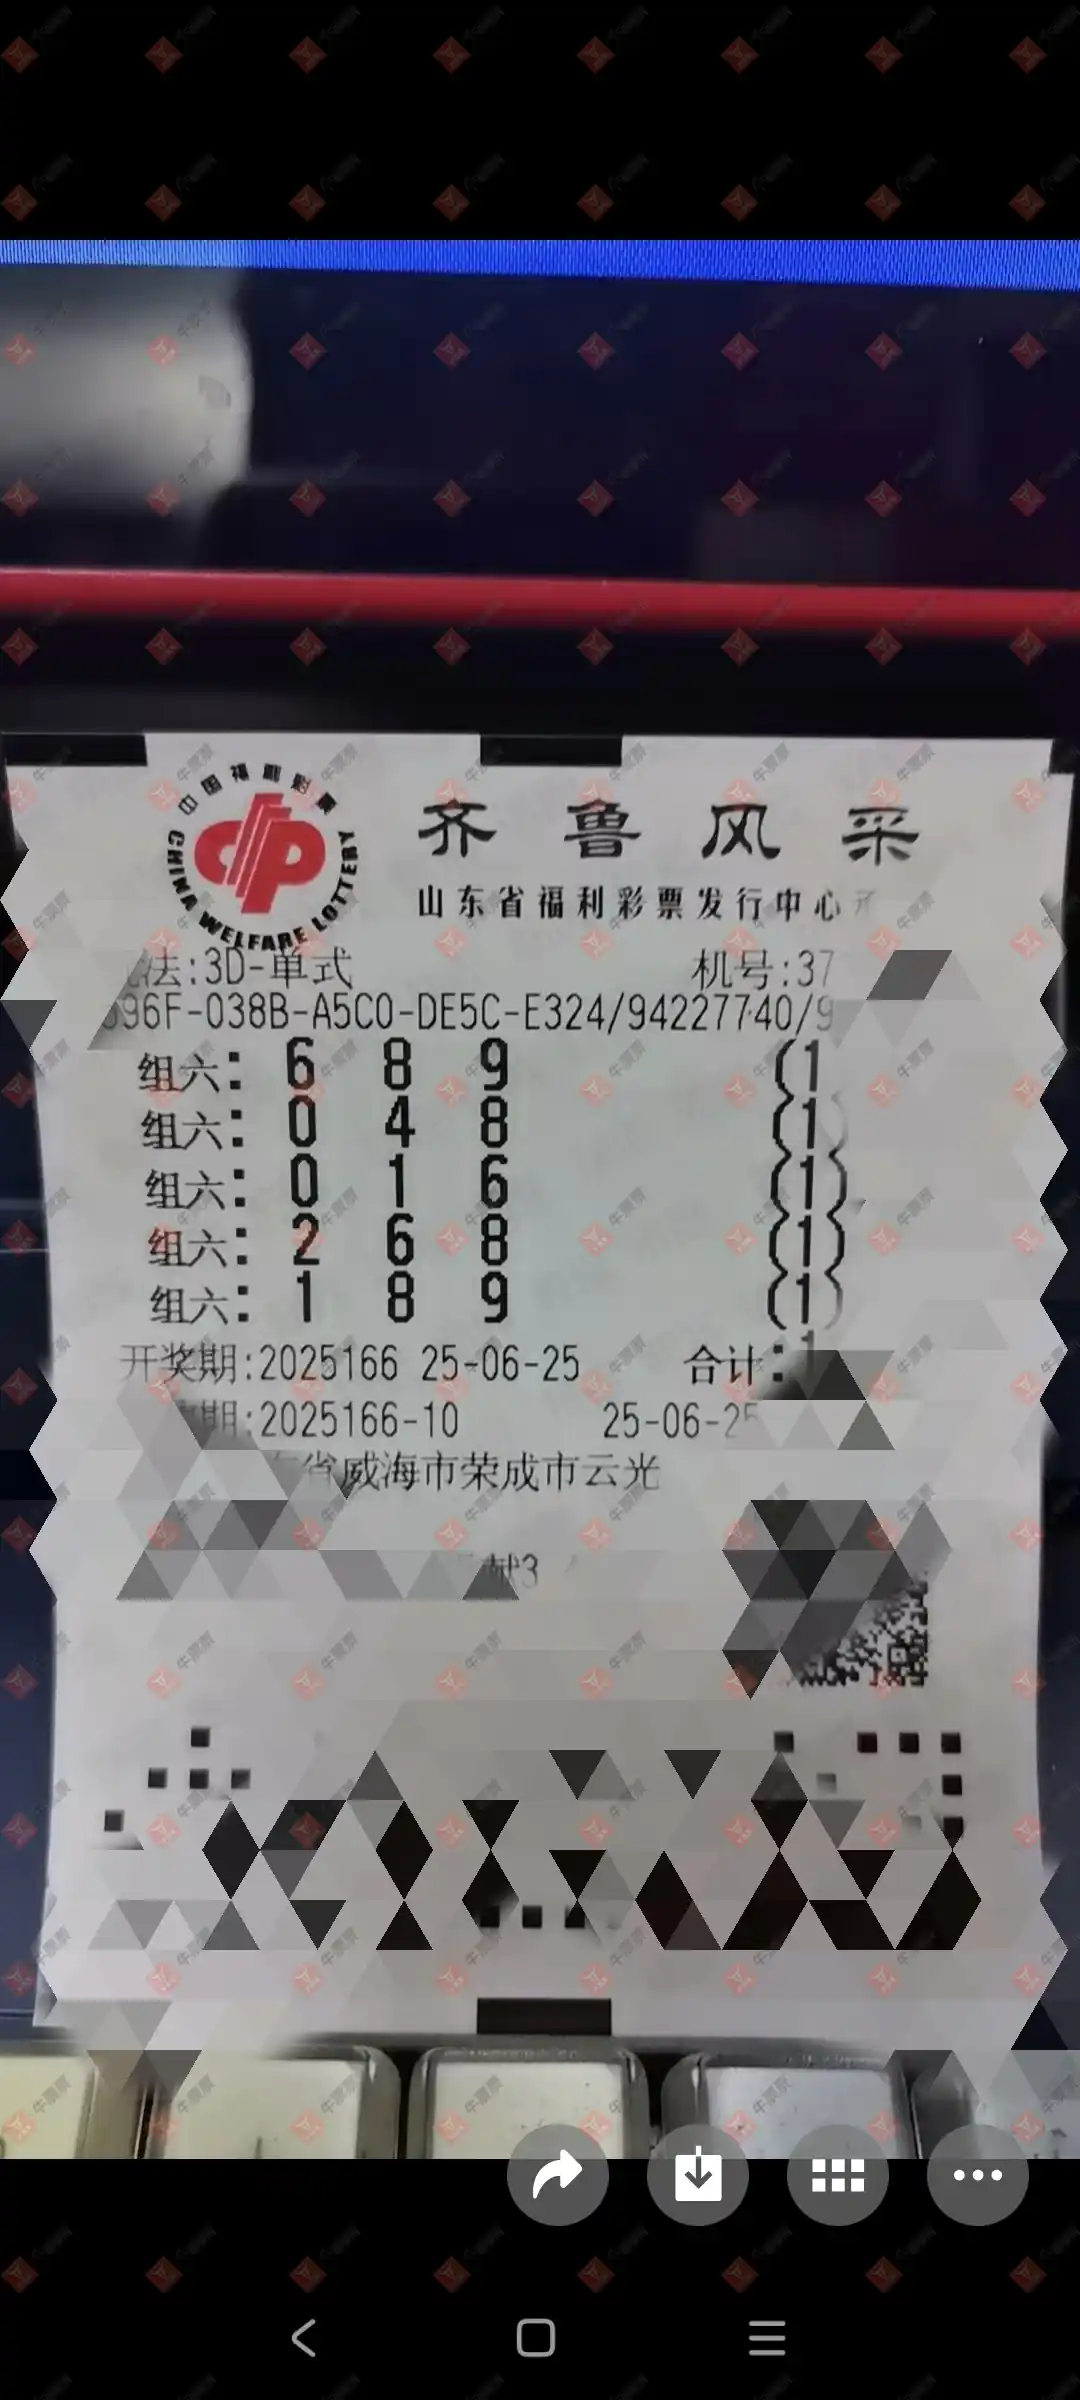 中国福利彩票
CHINA WELFARE LOTTERY
齐鲁风采
山东省福利彩票发行中心
法:3D-单式 机号:37
96F-038B-A5C0-DE5C-E324/94227740/9
组六: 6 8 9 (1
组六: 0 4 8 (1)
组六: 0 1 6 (1)
组六: 2 6 8 (1)
组六: 1 8 9 (1)
开奖期:2025166 25-06-25 合计:
期:2025166-10 25-06-25
省威海市荣成市云光
献3